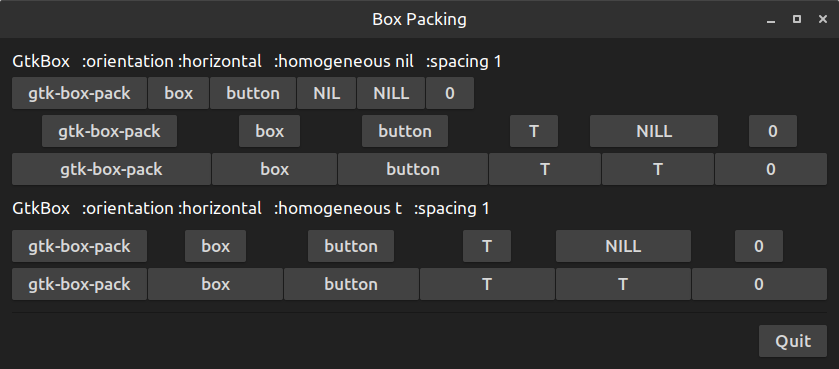 Box Packing
GtkBox :orientation :horizontal :homogeneous nil :spacing 1
gtk-box-pack box button NIL NILL 0
gtk-box-pack box button T NILL 0
gtk-box-pack box button T T 0
GtkBox :orientation :horizontal :homogeneous t :spacing 1
gtk-box-pack box button T NILL 0
gtk-box-pack box button T T 0
Quit